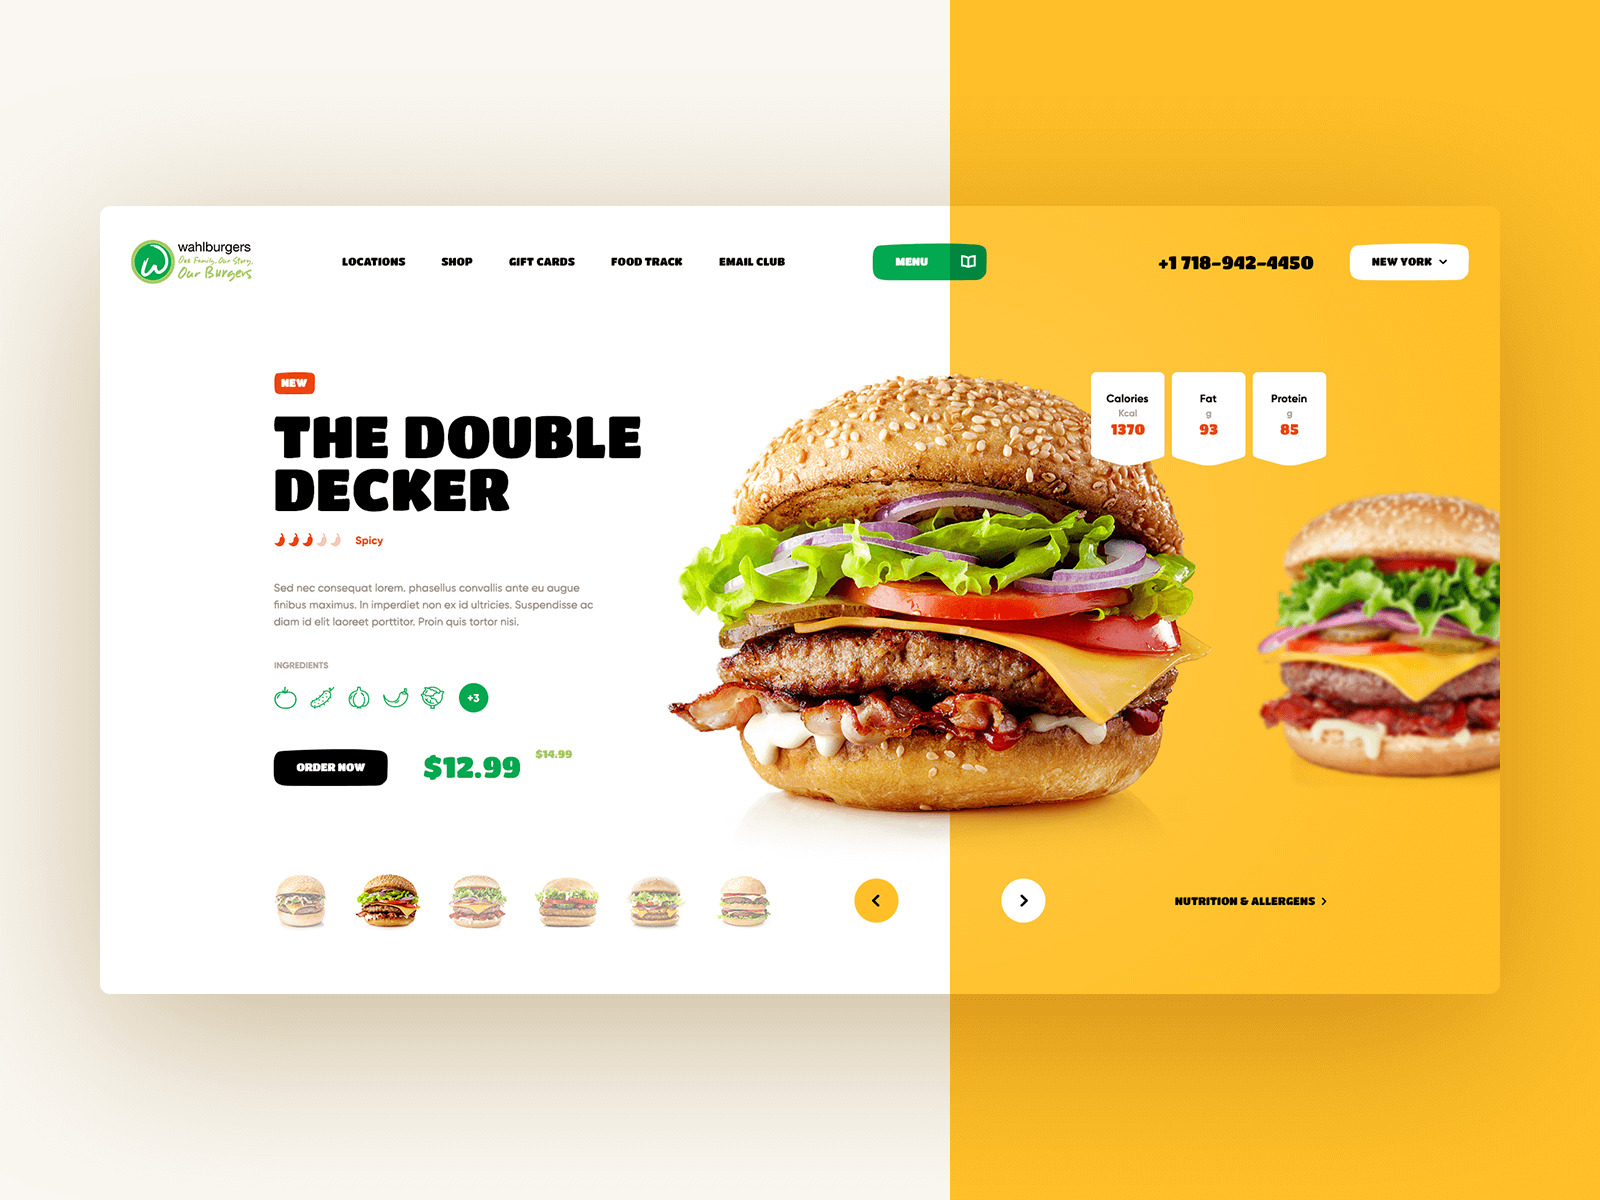 wahlburgers
Our Family. Our Story.
Our Burgers
LOCATIONS
SHOP
GIFT CARDS
FOOD TRACK
EMAIL CLUB
MENU
+1 718-942-4450
NEW YORK
NEW
THE DOUBLE
DECKER
Spicy
Sed nec consequat lorem. phasellus convallis ante eu augue
finibus maximus. In imperdiet non ex id ultricies. Suspendisse ac
diam id elit laoreet porttitor. Proin quis tortor nisi.
INGREDIENTS
+3
ORDER NOW
$12.99
$14.99
Calories
Kcal
1370
Fat
g
93
Protein
g
85
NUTRITION & ALLERGENS